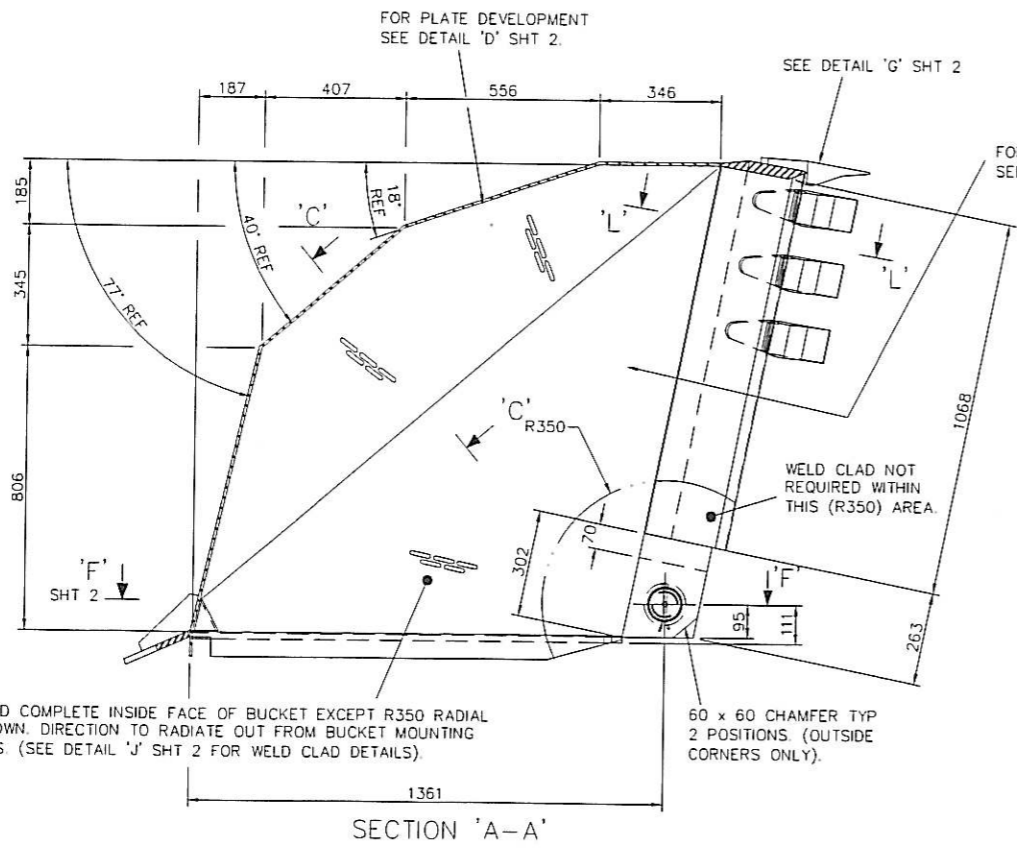 FOR PLATE DEVELOPMENT
SEE DETAIL 'D' SHT 2.
SEE DETAIL 'G' SHT 2
187
407
556
346
185
345
806
77° REF
40° REF
18°
REF
'C'
'L'
'L'
'C'
R350
1068
WELD CLAD NOT
REQUIRED WITHIN
THIS (R350) AREA.
302
70
'F'
SHT 2
'F'
95
111
263
D COMPLETE INSIDE FACE OF BUCKET EXCEPT R350 RADIAL
OWN. DIRECTION TO RADIATE OUT FROM BUCKET MOUNTING
S. (SEE DETAIL 'J' SHT 2 FOR WELD CLAD DETAILS).
60 x 60 CHAMFER TYP
2 POSITIONS. (OUTSIDE
CORNERS ONLY).
1361
SECTION 'A-A'